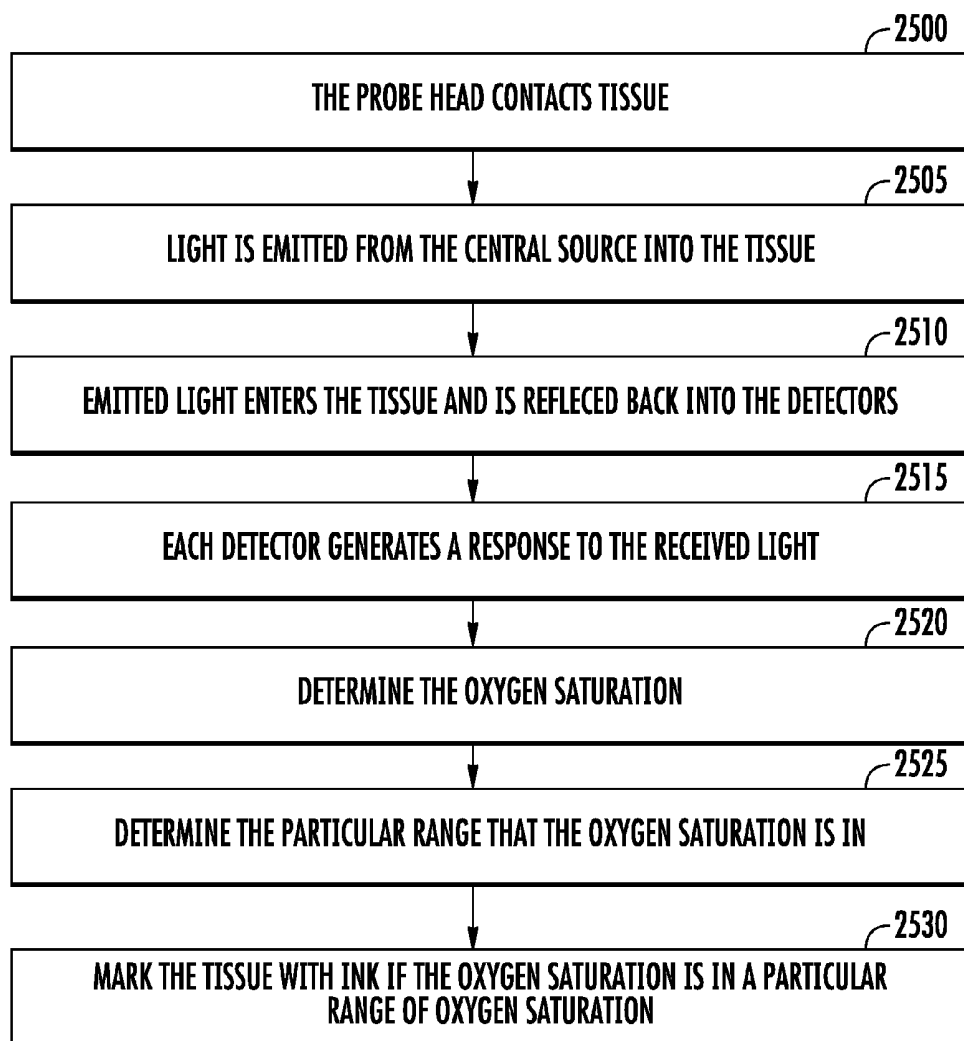 2500
THE PROBE HEAD CONTACTS TISSUE
2505
LIGHT IS EMITTED FROM THE CENTRAL SOURCE INTO THE TISSUE
2510
EMITTED LIGHT ENTERS THE TISSUE AND IS REFLECED BACK INTO THE DETECTORS
2515
EACH DETECTOR GENERATES A RESPONSE TO THE RECEIVED LIGHT
2520
DETERMINE THE OXYGEN SATURATION
2525
DETERMINE THE PARTICULAR RANGE THAT THE OXYGEN SATURATION IS IN
2530
MARK THE TISSUE WITH INK IF THE OXYGEN SATURATION IS IN A PARTICULAR
RANGE OF OXYGEN SATURATION